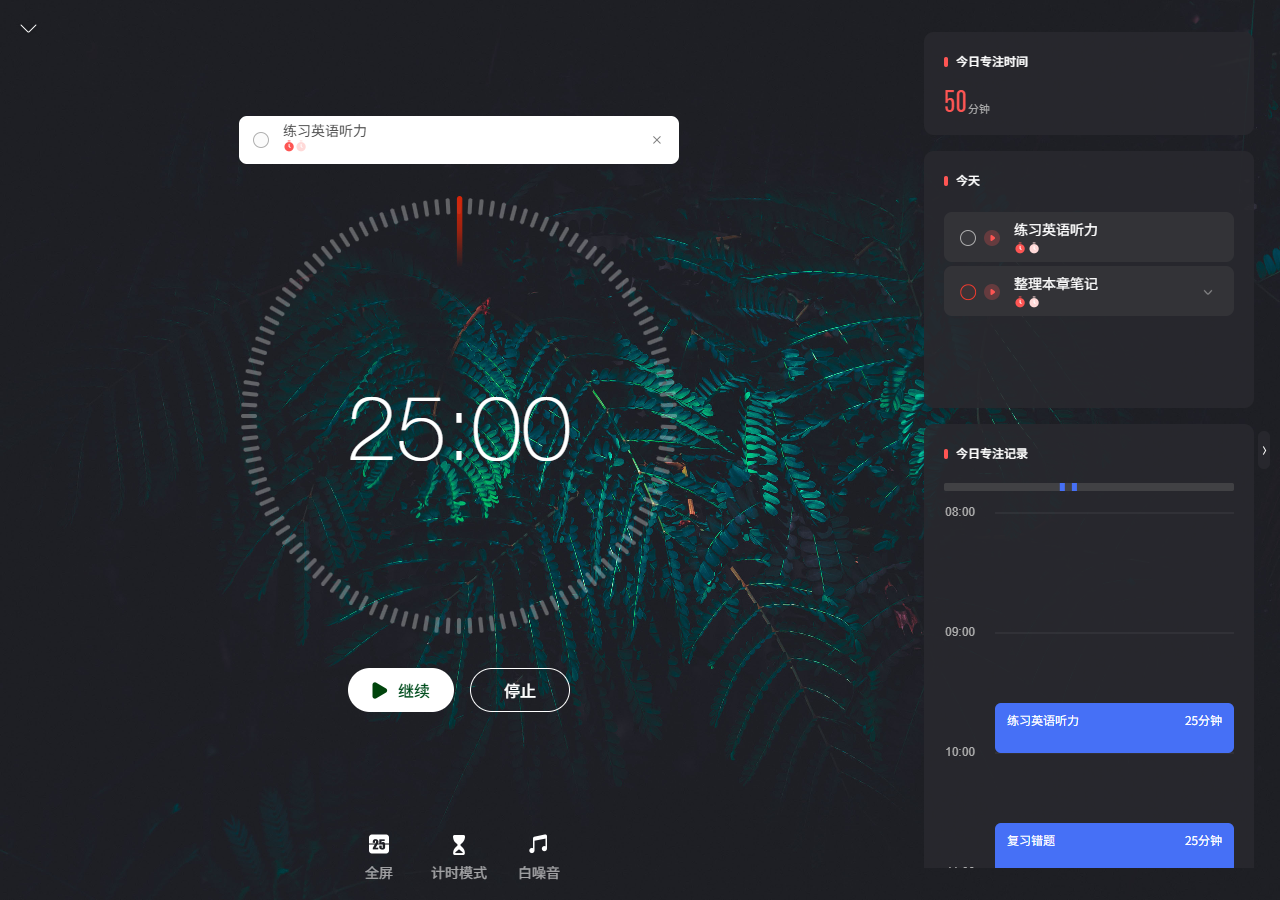 练习英语听力
25:00
继续
停止
25
全屏
计时模式
白噪音
今日专注时间
50分钟
今天
练习英语听力
整理本章笔记
今日专注记录
08:00
09:00
练习英语听力 25分钟
10:00
复习错题 25分钟